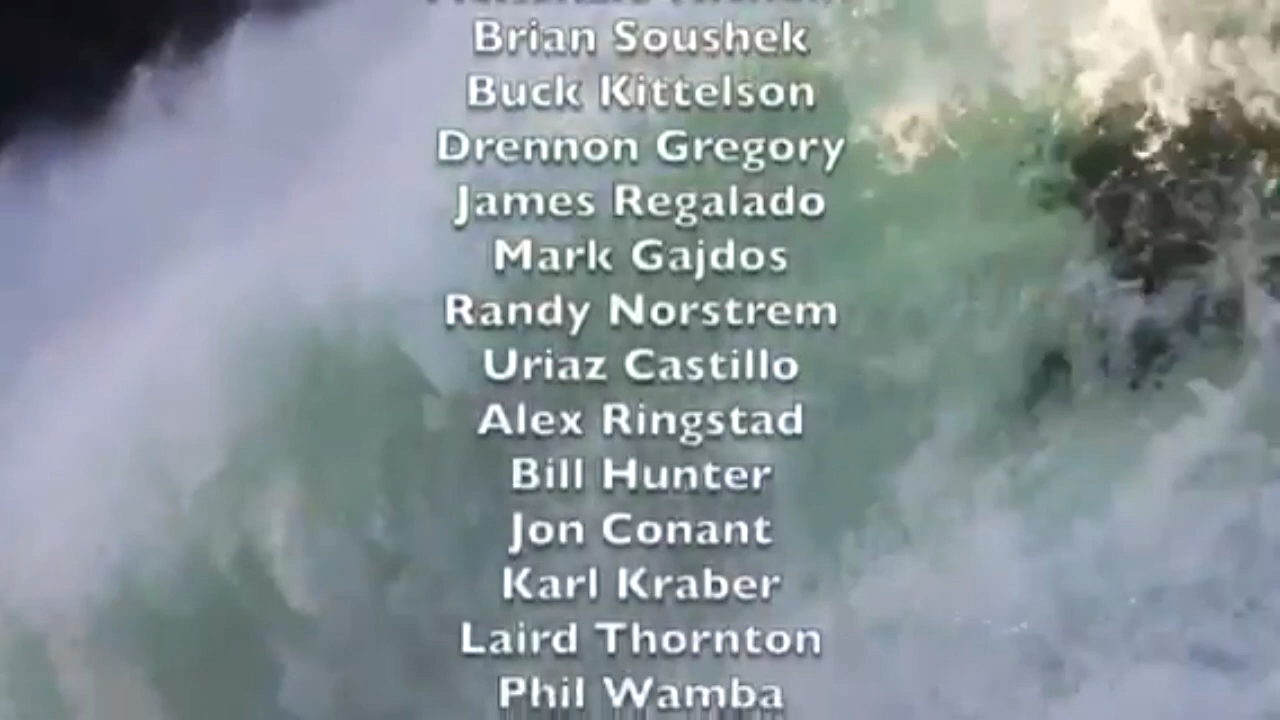 Brian Soushek
Buck Kittelson
Drennon Gregory
James Regalado
Mark Gajdos
Randy Norstrem
Uriaz Castillo
Alex Ringstad
Bill Hunter
Jon Conant
Karl Kraber
Laird Thornton
Phil Wamba